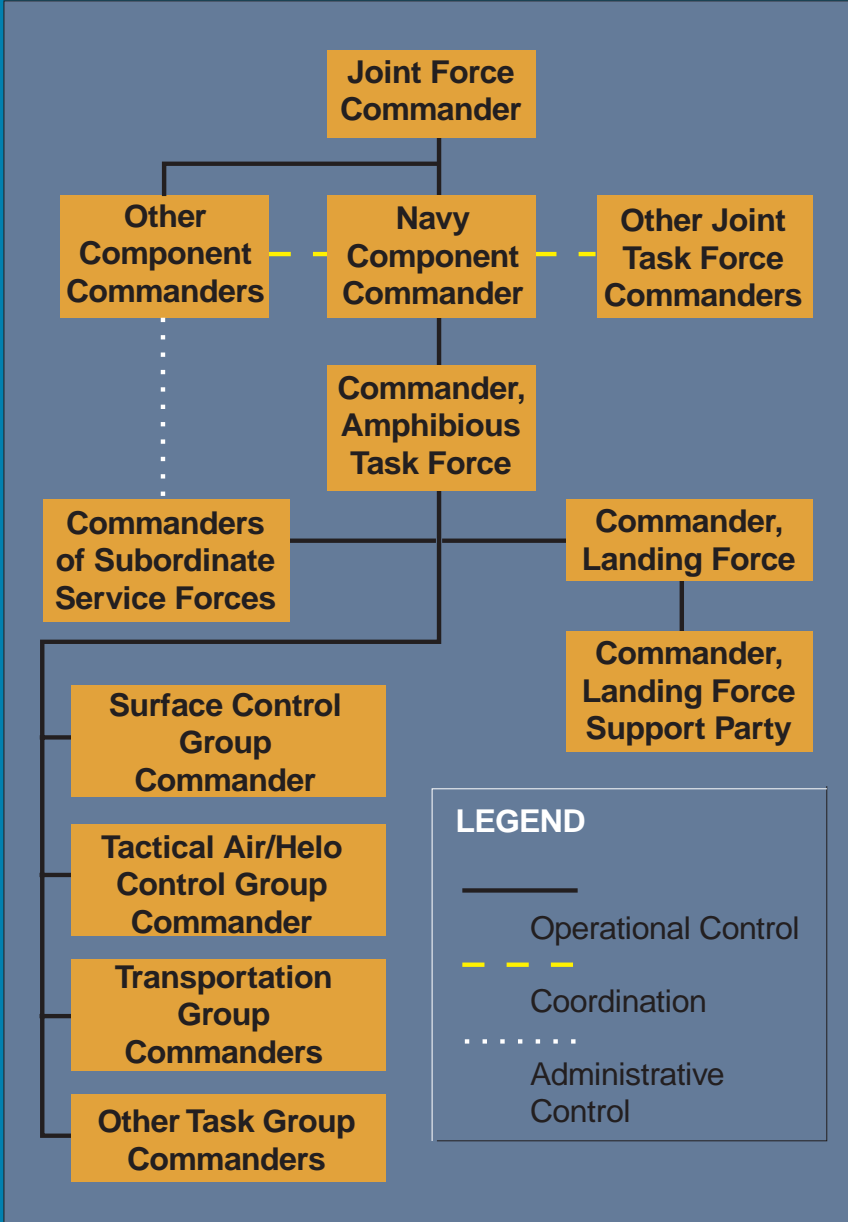 Joint Force
Commander
Other
Component
Commanders
Navy
Component
Commander
Other Joint
Task Force
Commanders
Commander,
Amphibious
Task Force
Commanders
of Subordinate
Service Forces
Commander,
Landing Force
Commander,
Landing Force
Support Party
Surface Control
Group
Commander
Tactical Air/Helo
Control Group
Commander
Transportation
Group
Commanders
Other Task Group
Commanders
LEGEND
Operational Control
Coordination
Administrative
Control